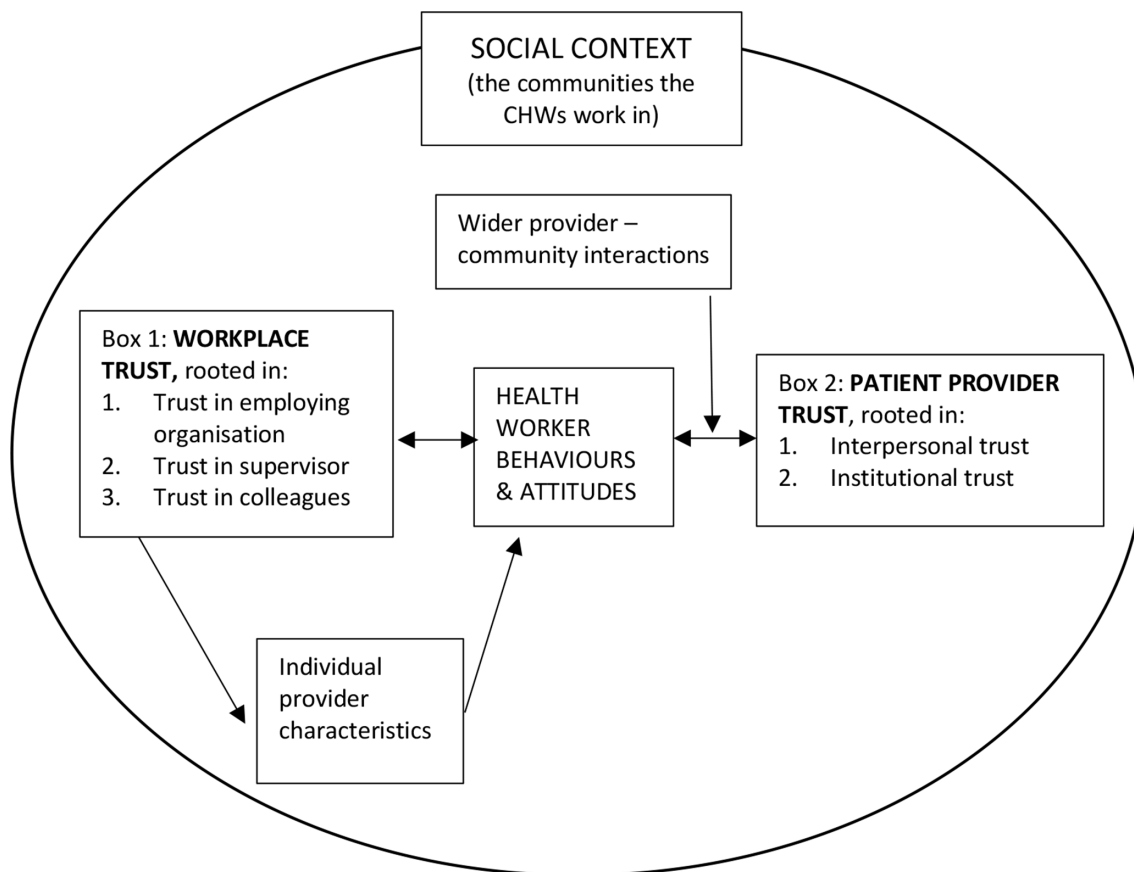 SOCIAL CONTEXT
(the communities the
CHWs work in)
Wider provider –
community interactions
Box 1: WORKPLACE
TRUST, rooted in:
1. Trust in employing
organisation
2. Trust in supervisor
3. Trust in colleagues
HEALTH
WORKER
BEHAVIOURS
& ATTITUDES
Box 2: PATIENT PROVIDER
TRUST, rooted in:
1. Interpersonal trust
2. Institutional trust
Individual
provider
characteristics